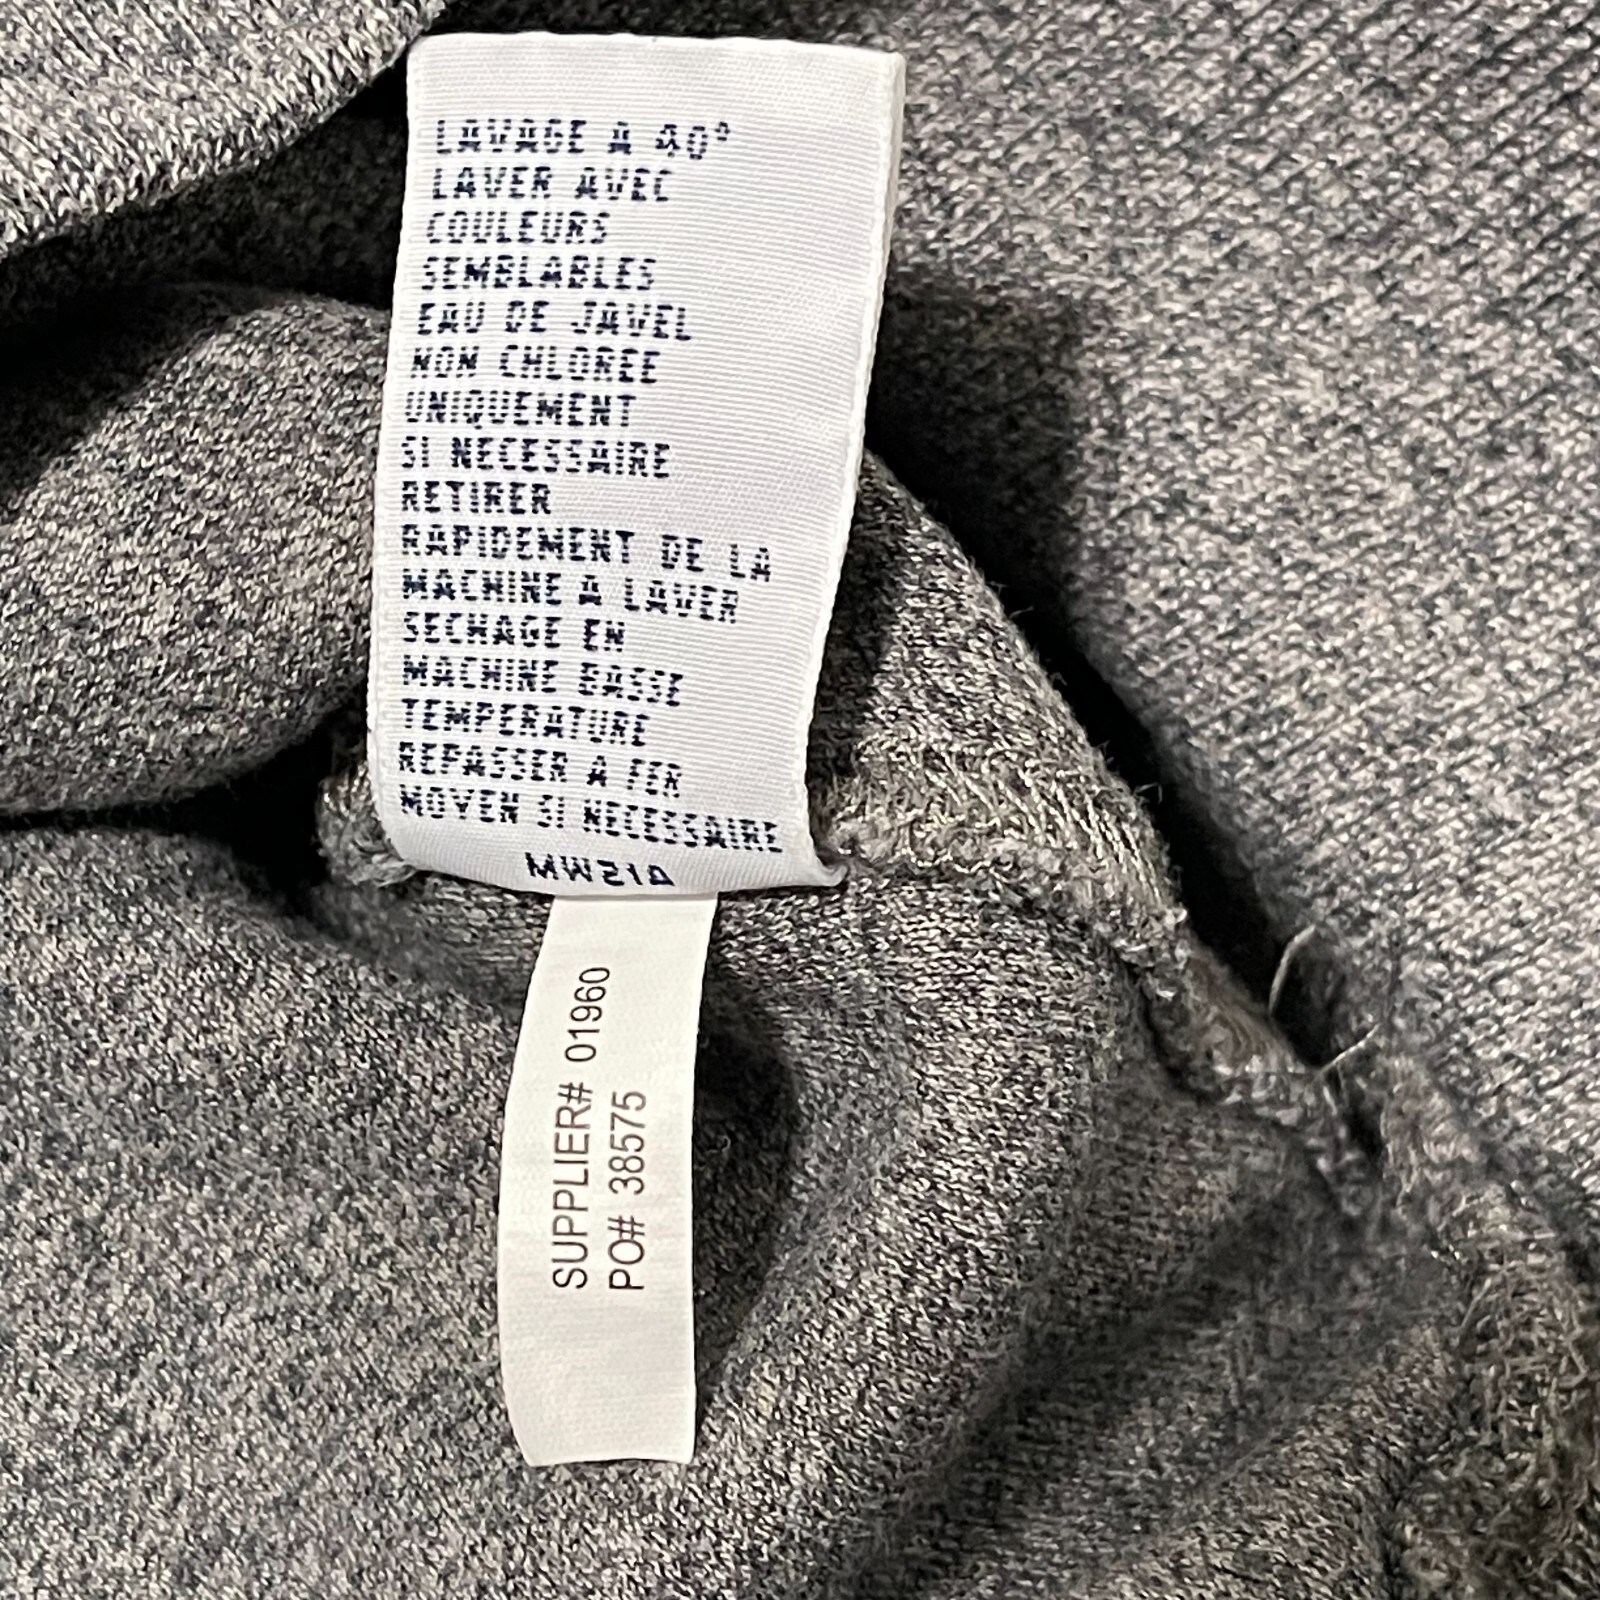 LAVAGE A 40°
LAVER AVEC
COULEURS
SEMBLABLES
EAU DE JAVEL
NON CHLOREE
UNIQUEMENT
SI NECESSAIRE
RETIRER
RAPIDEMENT DE LA
MACHINE A LAVER
SECHAGE EN
MACHINE BASSE
TEMPERATURE
REPASSER A FER
MOYEN SI NECESSAIRE
MW21A
SUPPLIER# 01960
PO# 38575